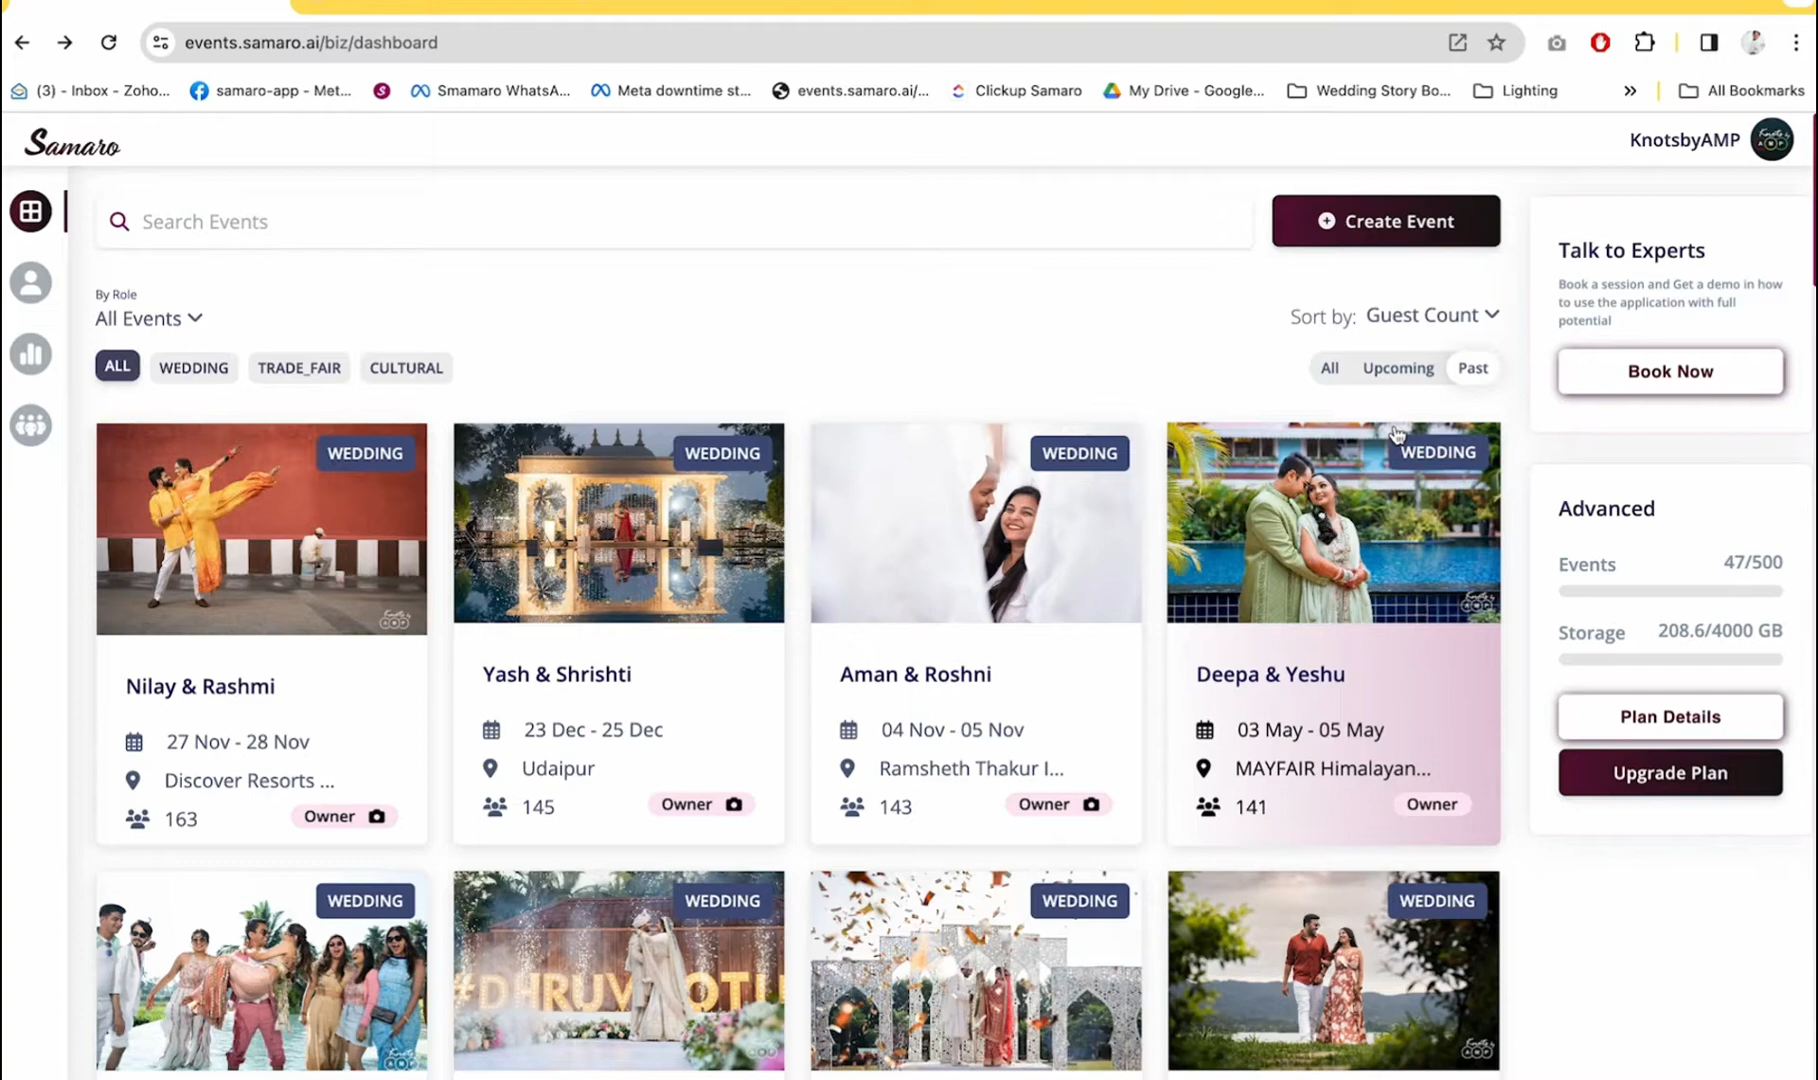 events.samaro.ai/biz/dashboard
(3) - Inbox - Zoho...
samaro-app - Met...
Smamaro WhatsA...
Meta downtime st...
events.samaro.ai/...
Clickup Samaro
My Drive - Google...
Wedding Story Bo...
Lighting
»
All Bookmarks
Samaro
KnotsbyAMP
Search Events
Create Event
By Role
All Events
Sort by: Guest Count
ALL
WEDDING
TRADE_FAIR
CULTURAL
All
Upcoming
Past
WEDDING
Nilay & Rashmi
27 Nov - 28 Nov
Discover Resorts ...
163
Owner
WEDDING
Yash & Shrishti
23 Dec - 25 Dec
Udaipur
145
Owner
WEDDING
Aman & Roshni
04 Nov - 05 Nov
Ramsheth Thakur I...
143
Owner
WEDDING
Deepa & Yeshu
03 May - 05 May
MAYFAIR Himalayan...
141
Owner
WEDDING
WEDDING
WEDDING
WEDDING
Talk to Experts
Book a session and Get a demo in how
to use the application with full
potential
Book Now
Advanced
Events 47/500
Storage 208.6/4000 GB
Plan Details
Upgrade Plan